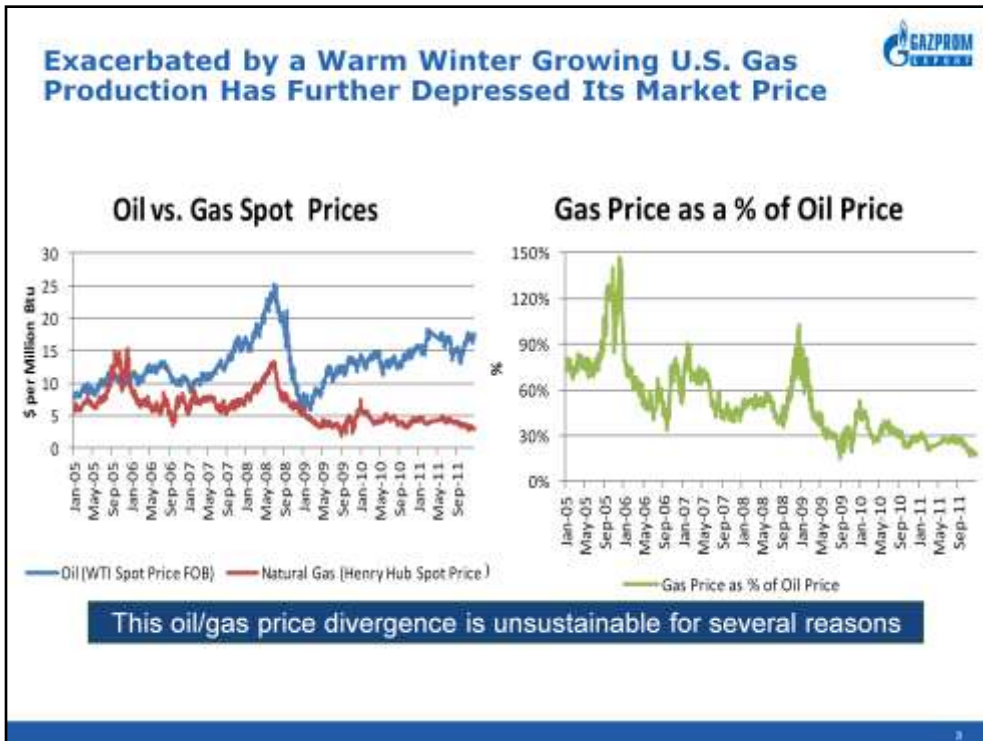 Exacerbated by a Warm Winter Growing U.S. Gas
Production Has Further Depressed Its Market Price
GAZPROM
EXPORT
Oil vs. Gas Spot Prices
$ per Million Btu
30
25
20
15
10
5
0
Jan-05
May-05
Sep-05
Jan-06
May-06
Sep-06
Jan-07
May-07
Sep-07
Jan-08
May-08
Sep-08
Jan-09
May-09
Sep-09
Jan-10
May-10
Sep-10
Jan-11
May-11
Sep-11
Oil (WTI Spot Price FOB)
Natural Gas (Henry Hub Spot Price )
Gas Price as a % of Oil Price
%
150%
120%
90%
60%
30%
0%
Jan-05
May-05
Sep-05
Jan-06
May-06
Sep-06
Jan-07
May-07
Sep-07
Jan-08
May-08
Sep-08
Jan-09
May-09
Sep-09
Jan-10
May-10
Sep-10
Jan-11
May-11
Sep-11
Gas Price as % of Oil Price
This oil/gas price divergence is unsustainable for several reasons
3